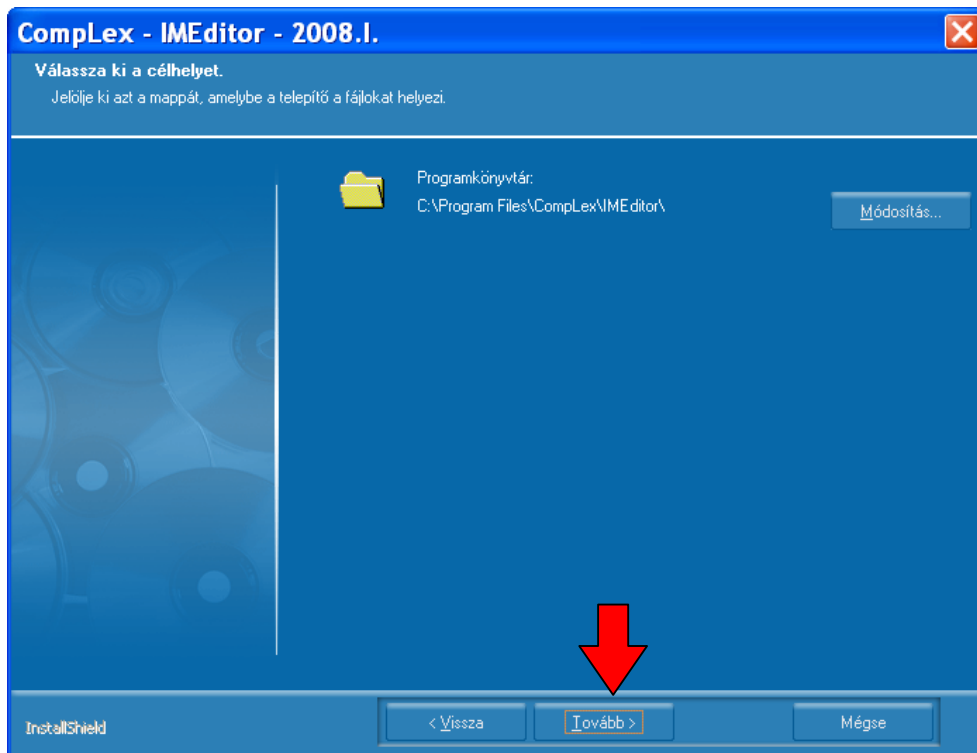 CompLex - IMEditor - 2008.I.
Válassza ki a célhelyet.
Jelölje ki azt a mappát, amelybe a telepítő a fájlokat helyezi.
Programkönyvtár:
C:\Program Files\CompLex\IMEditor\
Módosítás...
InstallShield
< Vissza
Tovább >
Mégse